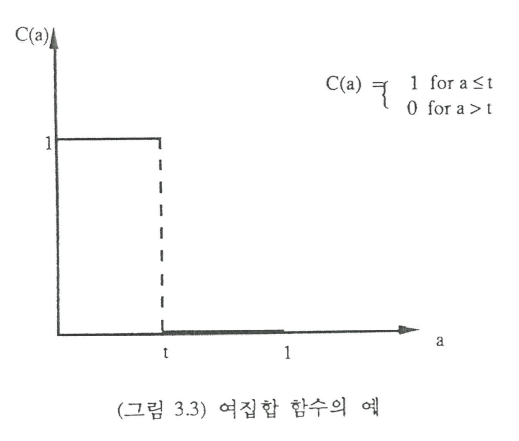 C(a)
C(a) = { 1 for a ≤ t
0 for a > t
1
t
1
a
(그림 3.3) 여집합 함수의 예